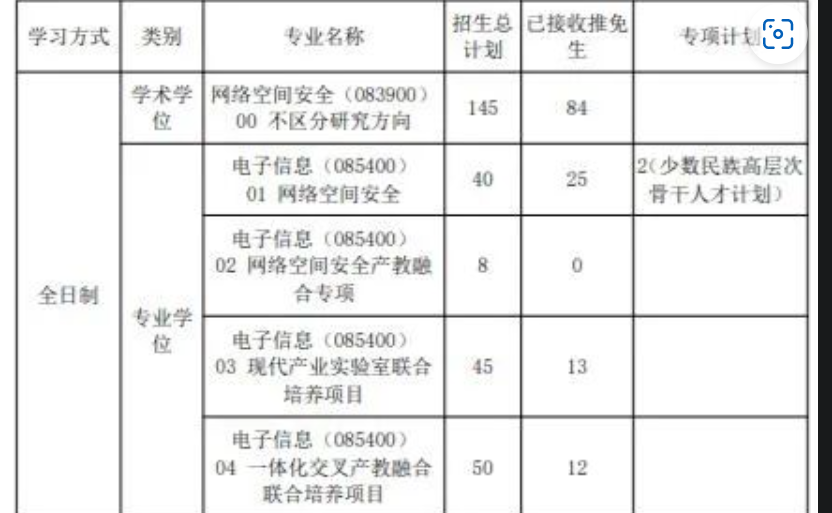 学习方式
类别
专业名称
招生总
计划
已接收推免
生
专项计划
全日制
学术学
位
网络空间安全（083900）
00 不区分研究方向
145
84
专业学
位
电子信息（085400）
01 网络空间安全
40
25
2（少数民族高层次
骨干人才计划）
电子信息（085400）
02 网络空间安全产教融
合专项
8
0
电子信息（085400）
03 现代产业实验室联合
培养项目
45
13
电子信息（085400）
04 一体化交叉产教融合
联合培养项目
50
12